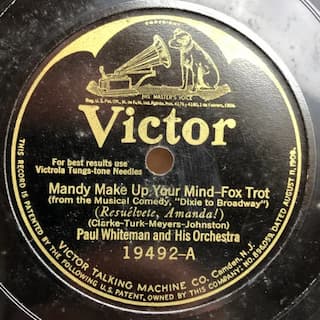 "HIS MASTER'S VOICE"
Victor
For best results use
Victrola Tungs-tone Needles
Mandy Make Up Your Mind–Fox Trot
(from the Musical Comedy, "Dixie to Broadway")
(Resuélvete, Amanda!)
(Clarke-Turk-Meyers-Johnston)
Paul Whiteman and His Orchestra
19492-A
VICTOR TALKING MACHINE CO. Camden, N.J.
THIS RECORD IS PATENTED BY THE FOLLOWING U.S. PATENT, OWNED BY THIS COMPANY: NO. DATED AUGUST 11, 1908.